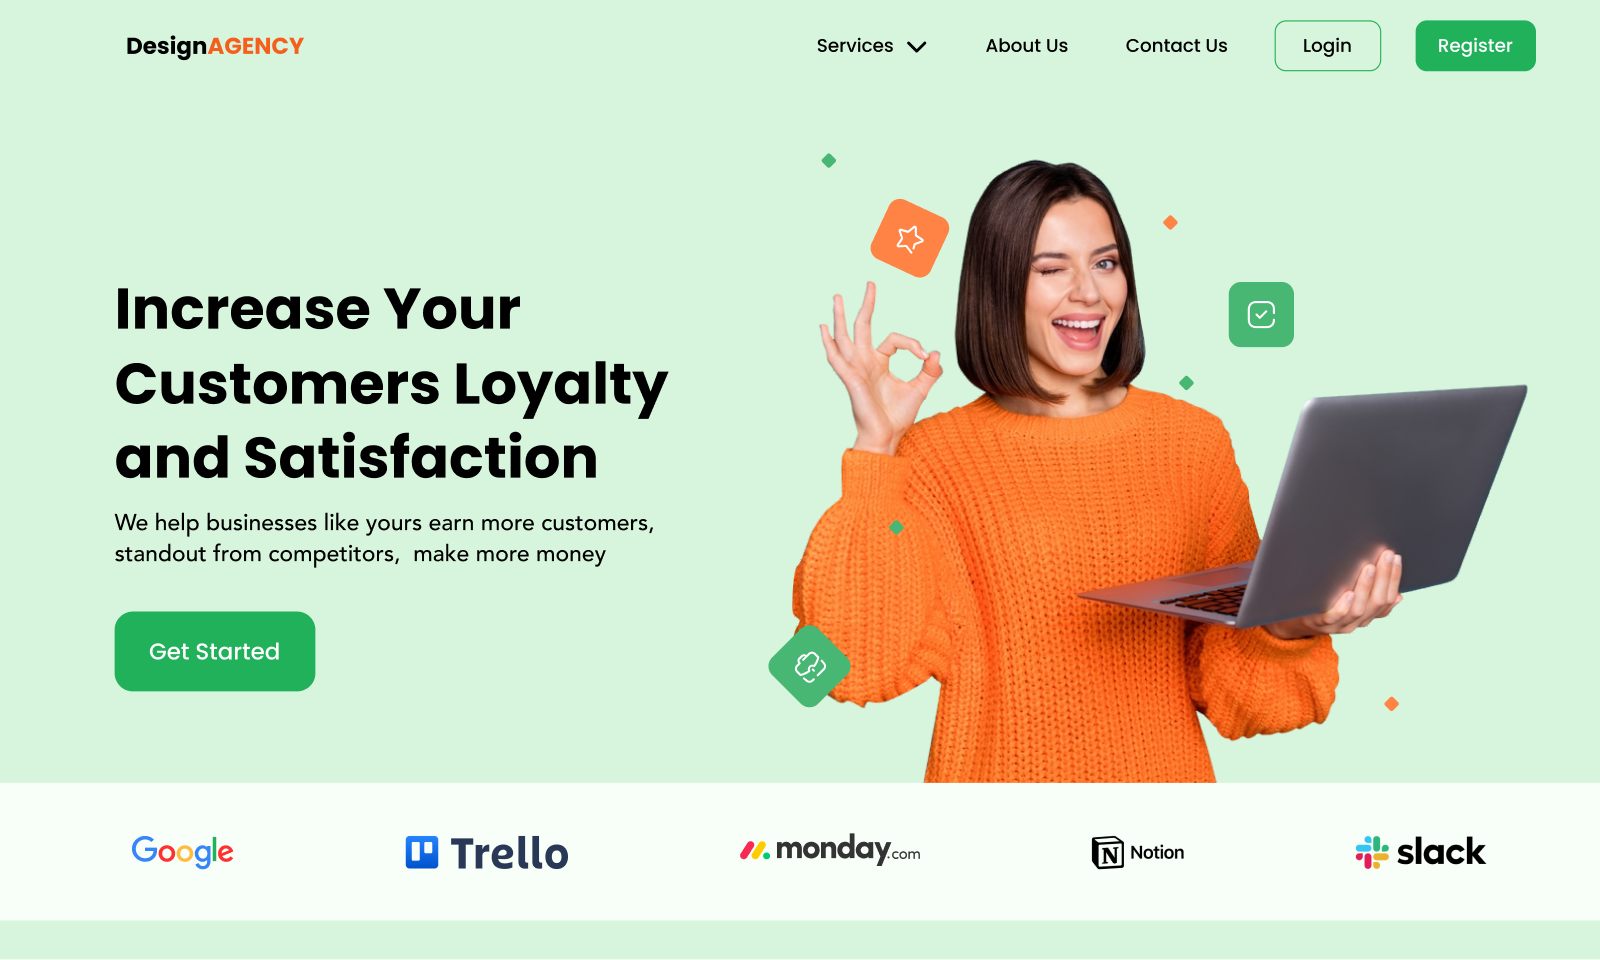 DesignAGENCY
Services
About Us
Contact Us
Login
Register
Increase Your
Customers Loyalty
and Satisfaction
We help businesses like yours earn more customers,
standout from competitors,  make more money
Get Started
Google
Trello
monday.com
Notion
slack